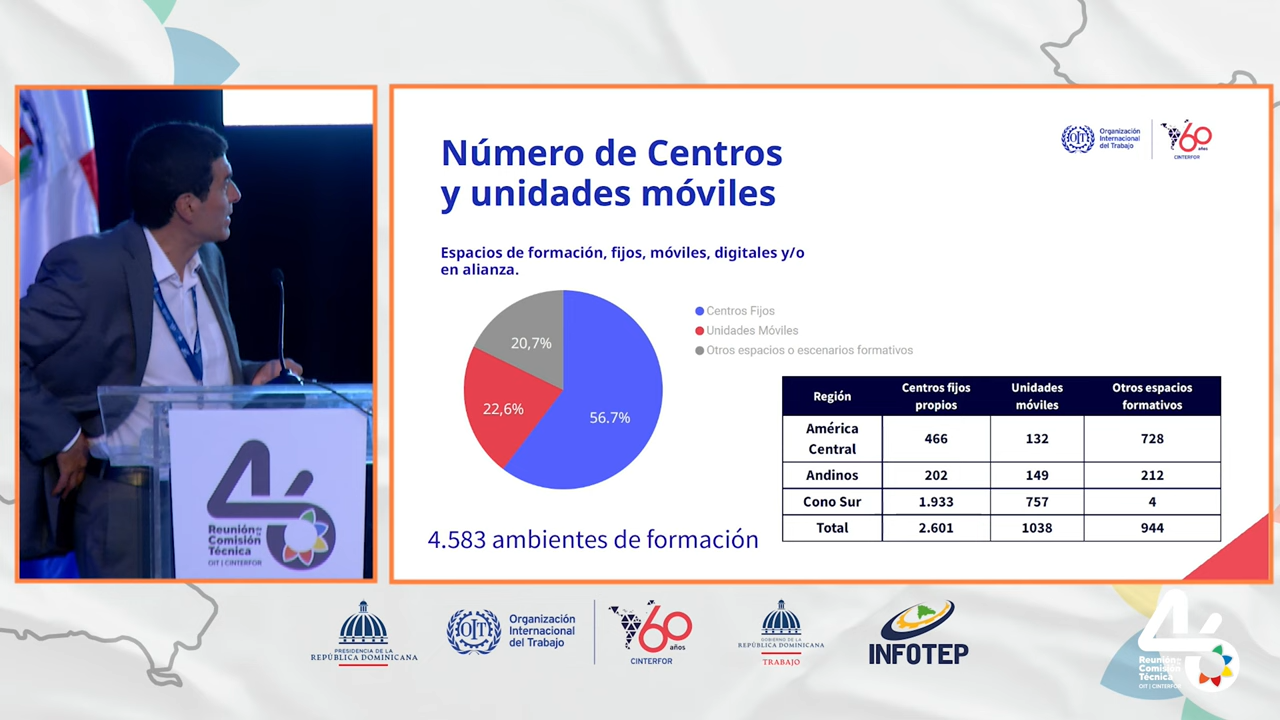 Número de Centros
y unidades móviles
Organización
Internacional
del Trabajo
60
años
CINTERFOR
Espacios de formación, fijos, móviles, digitales y/o
en alianza.
20,7%
22,6%
56.7%
Centros Fijos
Unidades Móviles
Otros espacios o escenarios formativos
Región Centros fijos propios Unidades móviles Otros espacios formativos
América Central 466 132 728
Andinos 202 149 212
Cono Sur 1.933 757 4
Total 2.601 1038 944
4.583 ambientes de formación
46
Reunión de
Comisión
Técnica
OIT | CINTERFOR
PRESIDENCIA DE LA
REPÚBLICA DOMINICANA
OIT
Organización
Internacional
del Trabajo
60
años
CINTERFOR
GOBIERNO DE LA
REPÚBLICA DOMINICANA
TRABAJO
INFOTEP
46
Reunión de
Comisión
Técnica
OIT | CINTERFOR